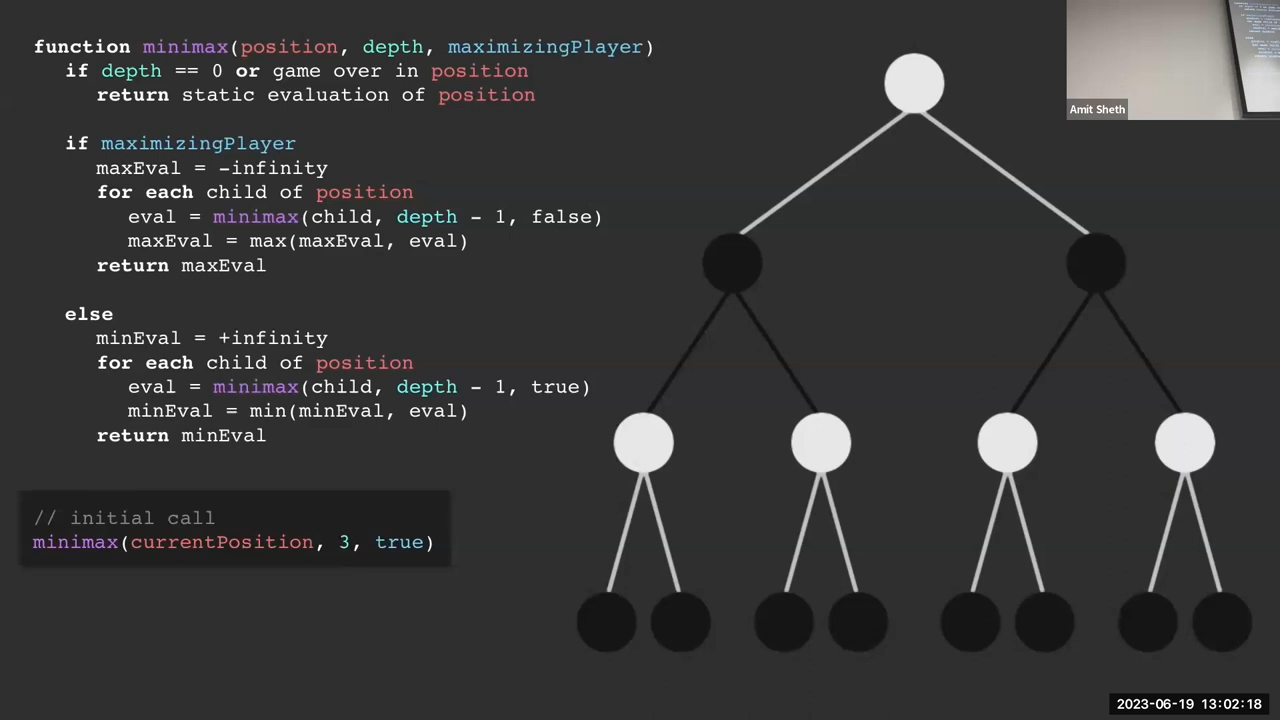 function minimax(position, depth, maximizingPlayer)
if depth == 0 or game over in position
return static evaluation of position
if maximizingPlayer
maxEval = -infinity
for each child of position
eval = minimax(child, depth - 1, false)
maxEval = max(maxEval, eval)
return maxEval
else
minEval = +infinity
for each child of position
eval = minimax(child, depth - 1, true)
minEval = min(minEval, eval)
return minEval
// initial call
minimax(currentPosition, 3, true)
Amit Sheth
2023-06-19 13:02:18